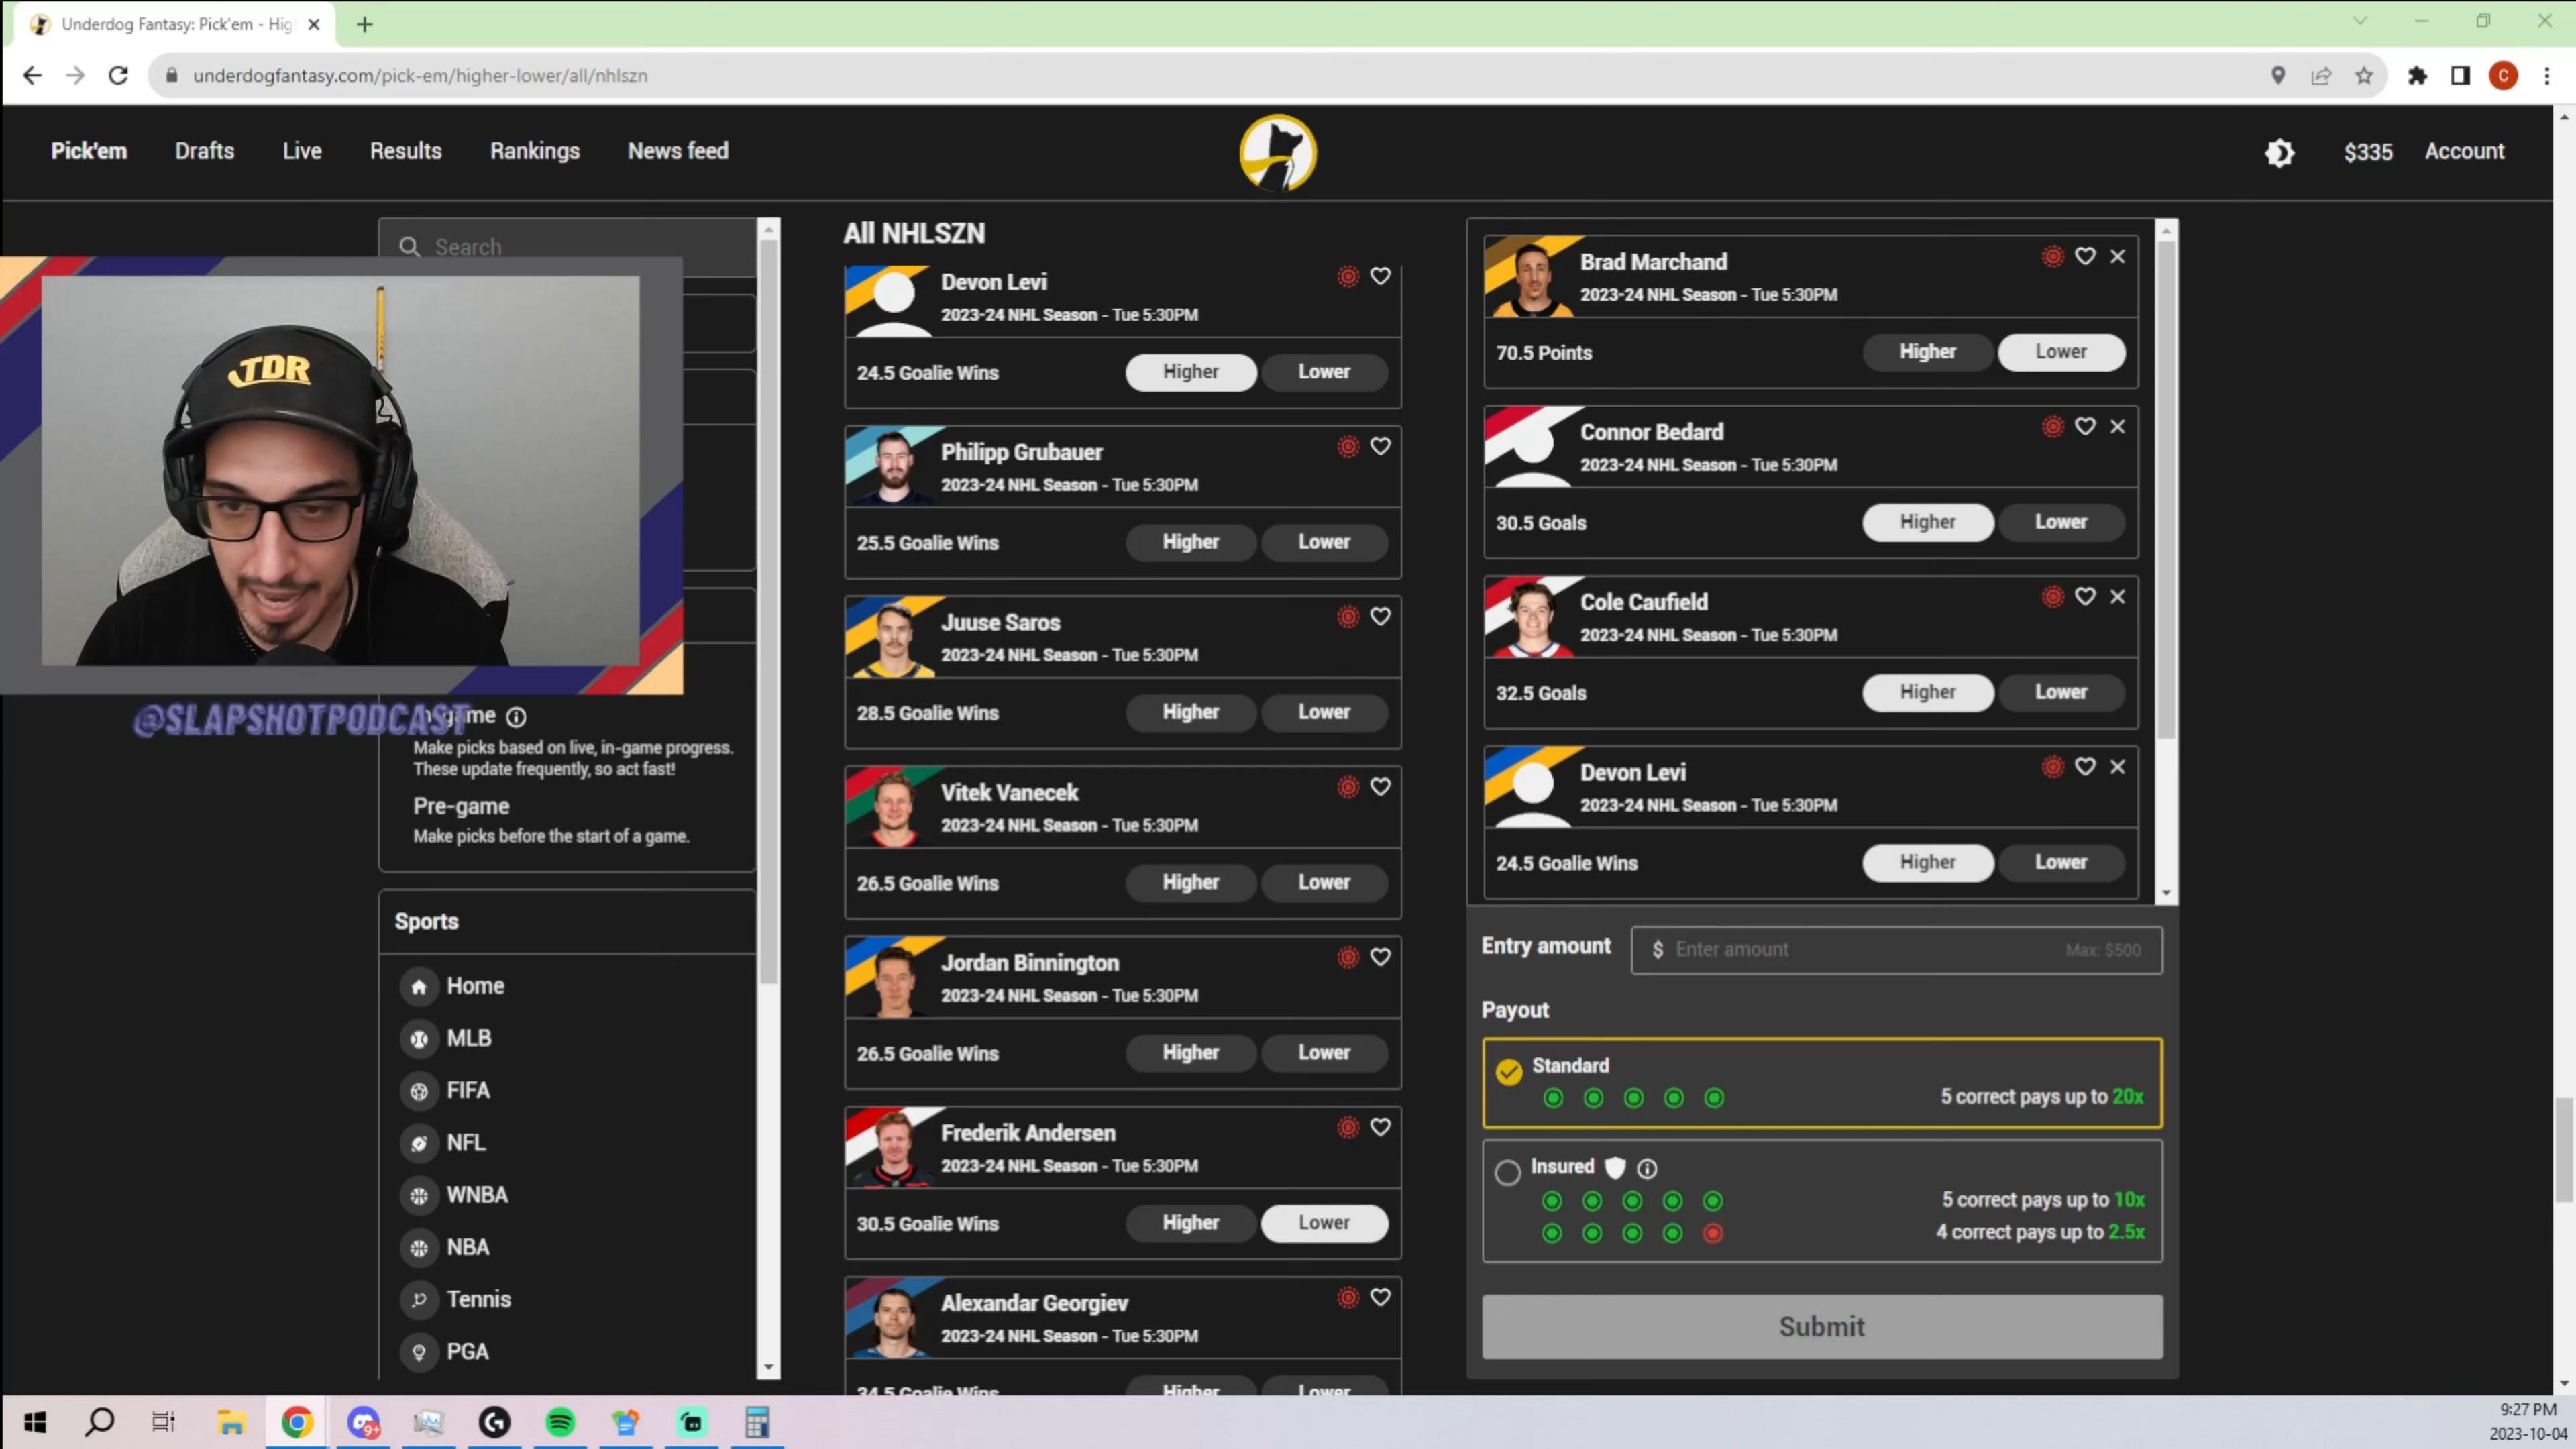 Underdog Fantasy: Pick'em - Hig
underdogfantasy.com/pick-em/higher-lower/all/nhlszn
C
Pick'em Drafts Live Results Rankings News feed $335 Account
Search
TDR
@SLAPSHOTPODCAST
game
Make picks based on live, in-game progress.
These update frequently, so act fast!
Pre-game
Make picks before the start of a game.
Sports
Home
MLB
FIFA
NFL
WNBA
NBA
Tennis
PGA
All NHLSZN
Devon Levi
2023-24 NHL Season - Tue 5:30PM
24.5 Goalie Wins Higher Lower
Philipp Grubauer
2023-24 NHL Season - Tue 5:30PM
25.5 Goalie Wins Higher Lower
Juuse Saros
2023-24 NHL Season - Tue 5:30PM
28.5 Goalie Wins Higher Lower
Vitek Vanecek
2023-24 NHL Season - Tue 5:30PM
26.5 Goalie Wins Higher Lower
Jordan Binnington
2023-24 NHL Season - Tue 5:30PM
26.5 Goalie Wins Higher Lower
Frederik Andersen
2023-24 NHL Season - Tue 5:30PM
30.5 Goalie Wins Higher Lower
Alexandar Georgiev
2023-24 NHL Season - Tue 5:30PM
34.5 Goalie Wins Higher Lower
Brad Marchand
2023-24 NHL Season - Tue 5:30PM
70.5 Points Higher Lower
Connor Bedard
2023-24 NHL Season - Tue 5:30PM
30.5 Goals Higher Lower
Cole Caufield
2023-24 NHL Season - Tue 5:30PM
32.5 Goals Higher Lower
Devon Levi
2023-24 NHL Season - Tue 5:30PM
24.5 Goalie Wins Higher Lower
Entry amount $ Enter amount Max: $500
Payout
Standard
5 correct pays up to 20x
Insured
5 correct pays up to 10x
4 correct pays up to 2.5x
Submit
9+
9:27 PM
2023-10-04